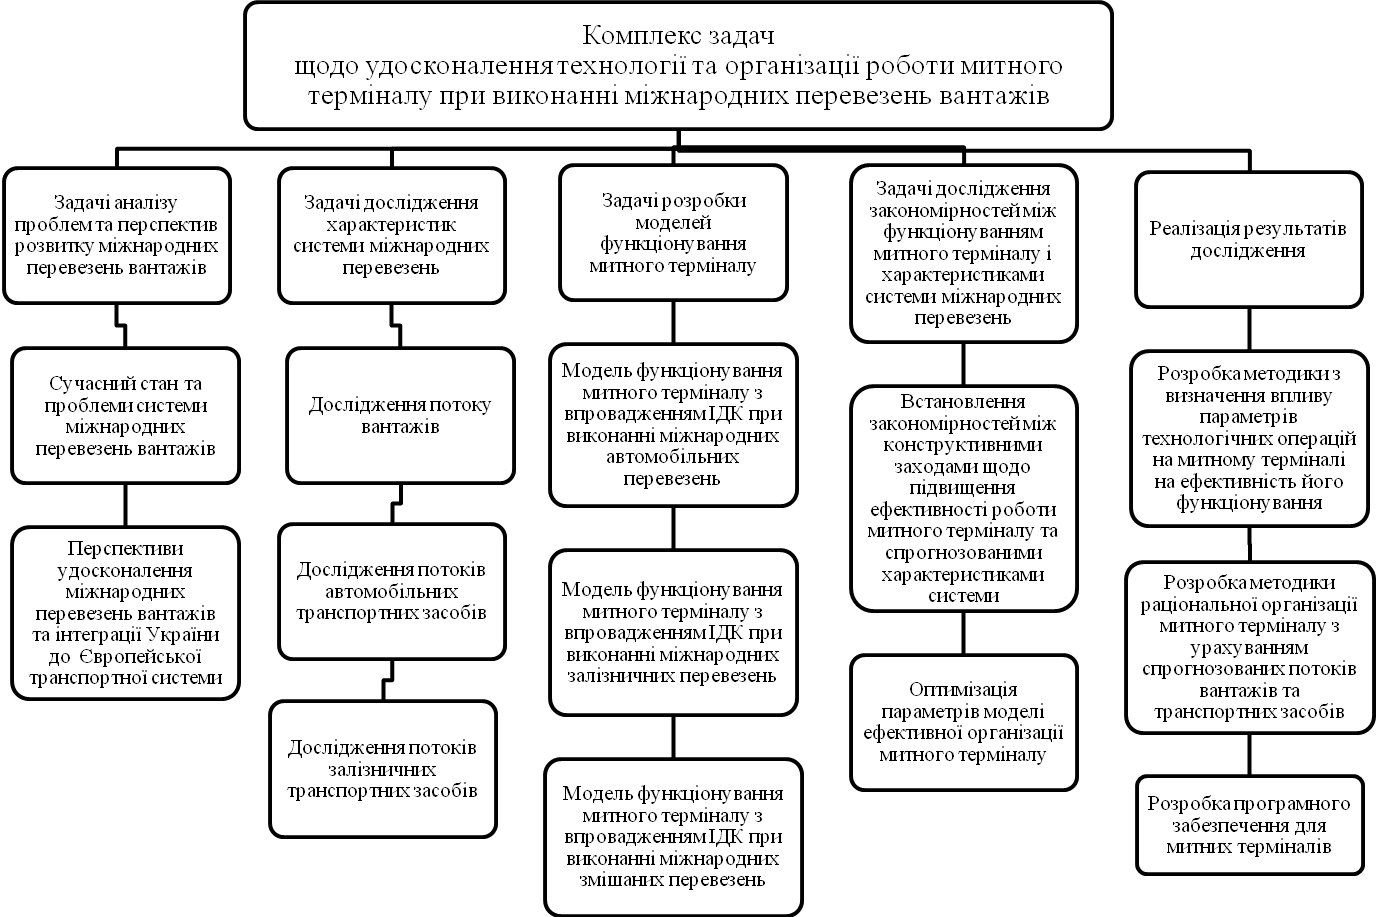 Комплекс задач
щодо удосконалення технології та організації роботи митного
терміналу при виконанні міжнародних перевезень вантажів
Задачі аналізу
проблем та перспектив
розвитку міжнародних
перевезень вантажів
Сучасний стан та
проблеми системи
міжнародних
перевезень вантажів
Перспективи
удосконалення
міжнародних
перевезень вантажів
та інтеграції України
до Європейської
транспортної системи
Задачі дослідження
характеристик
системи міжнародних
перевезень
Дослідження потоку
вантажів
Дослідження потоків
автомобільних
транспортних засобів
Дослідження потоків
залізничних
транспортних засобів
Задачі розробки
моделей
функціонування
митного терміналу
Модель функціонування
митного терміналу з
впровадженням ІДК при
виконанні міжнародних
автомобільних
перевезень
Модель функціонування
митного терміналу з
впровадженням ІДК при
виконанні міжнародних
залізничних перевезень
Модель функціонування
митного терміналу з
впровадженням ІДК при
виконанні міжнародних
змішаних перевезень
Задачі дослідження
закономірностей між
функціонуванням
митного терміналу і
характеристиками
системи міжнародних
перевезень
Встановлення
закономірностей між
конструктивними
заходами щодо
підвищення
ефективності роботи
митного терміналу та
спрогнозованими
характеристиками
системи
Оптимізація
параметрів моделі
ефективної організації
митного терміналу
Реалізація результатів
дослідження
Розробка методики з
визначення впливу
параметрів
технологічних операцій
на митному терміналі
на ефективність його
функціонування
Розробка методики
раціональної організації
митного терміналу з
урахуванням
спрогнозованих потоків
вантажів та
транспортних засобів
Розробка програмного
забезпечення для
митних терміналів